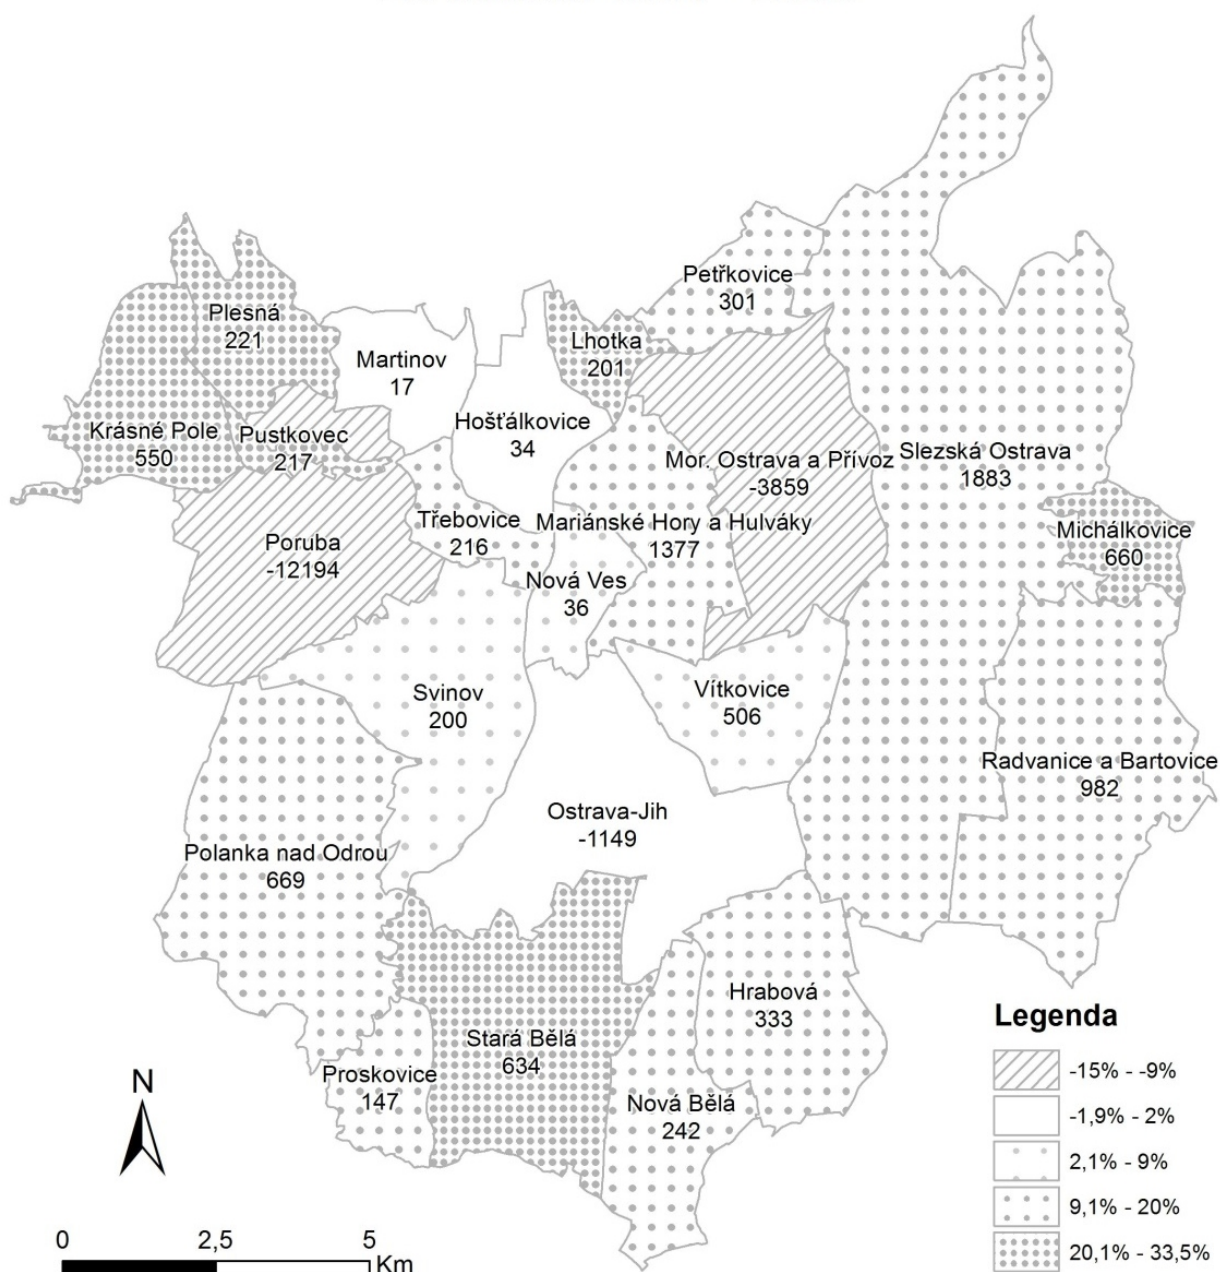 Petřkovice
301
Plesná
221
Martinov
17
Lhotka
201
Hošťálkovice
34
Krásné Pole
550
Pustkovec
217
Mor. Ostrava a Přívoz
-3859
Slezská Ostrava
1883
Třebovice
216
Mariánské Hory a Hulváky
1377
Michálkovice
660
Poruba
-12194
Nová Ves
36
Svinov
200
Vítkovice
506
Radvanice a Bartovice
982
Ostrava-Jih
-1149
Polanka nad Odrou
669
Hrabová
333
Stará Bělá
634
Proskovice
147
Nová Bělá
242
N
0 2,5 5
Km
Legenda
-15% - -9%
-1,9% - 2%
2,1% - 9%
9,1% - 20%
20,1% - 33,5%